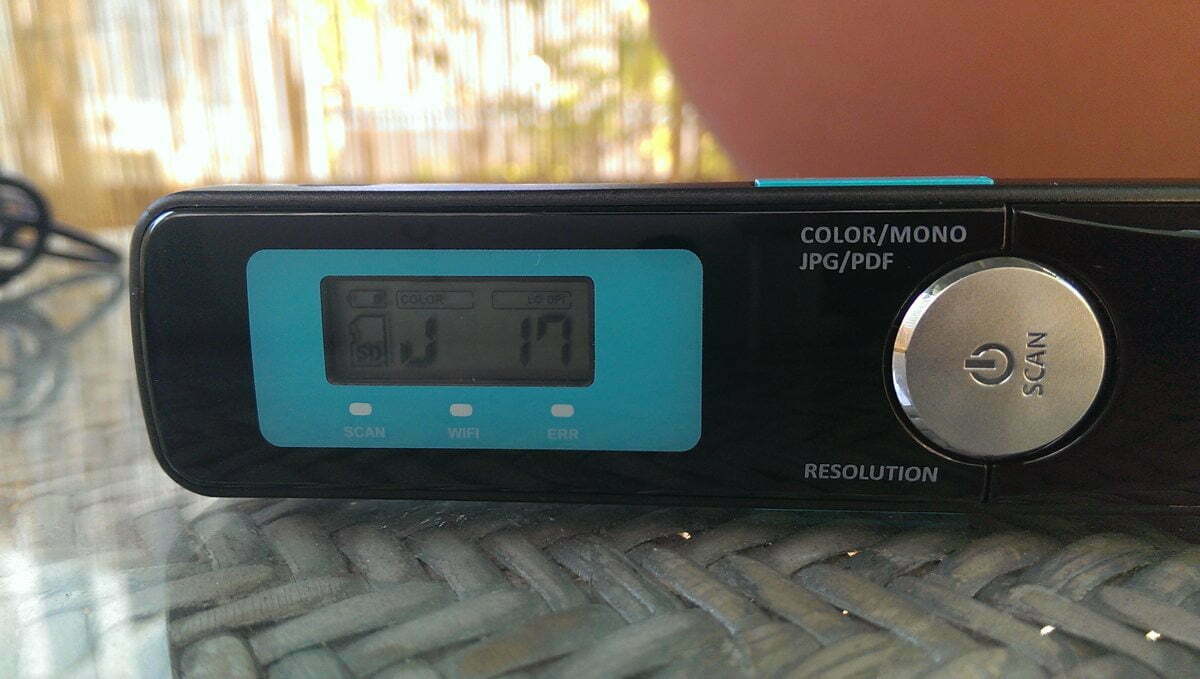 COLOR/MONO
JPG/PDF
COLOR LO DPI
SD J 17
SCAN WIFI ERR
SCAN
RESOLUTION